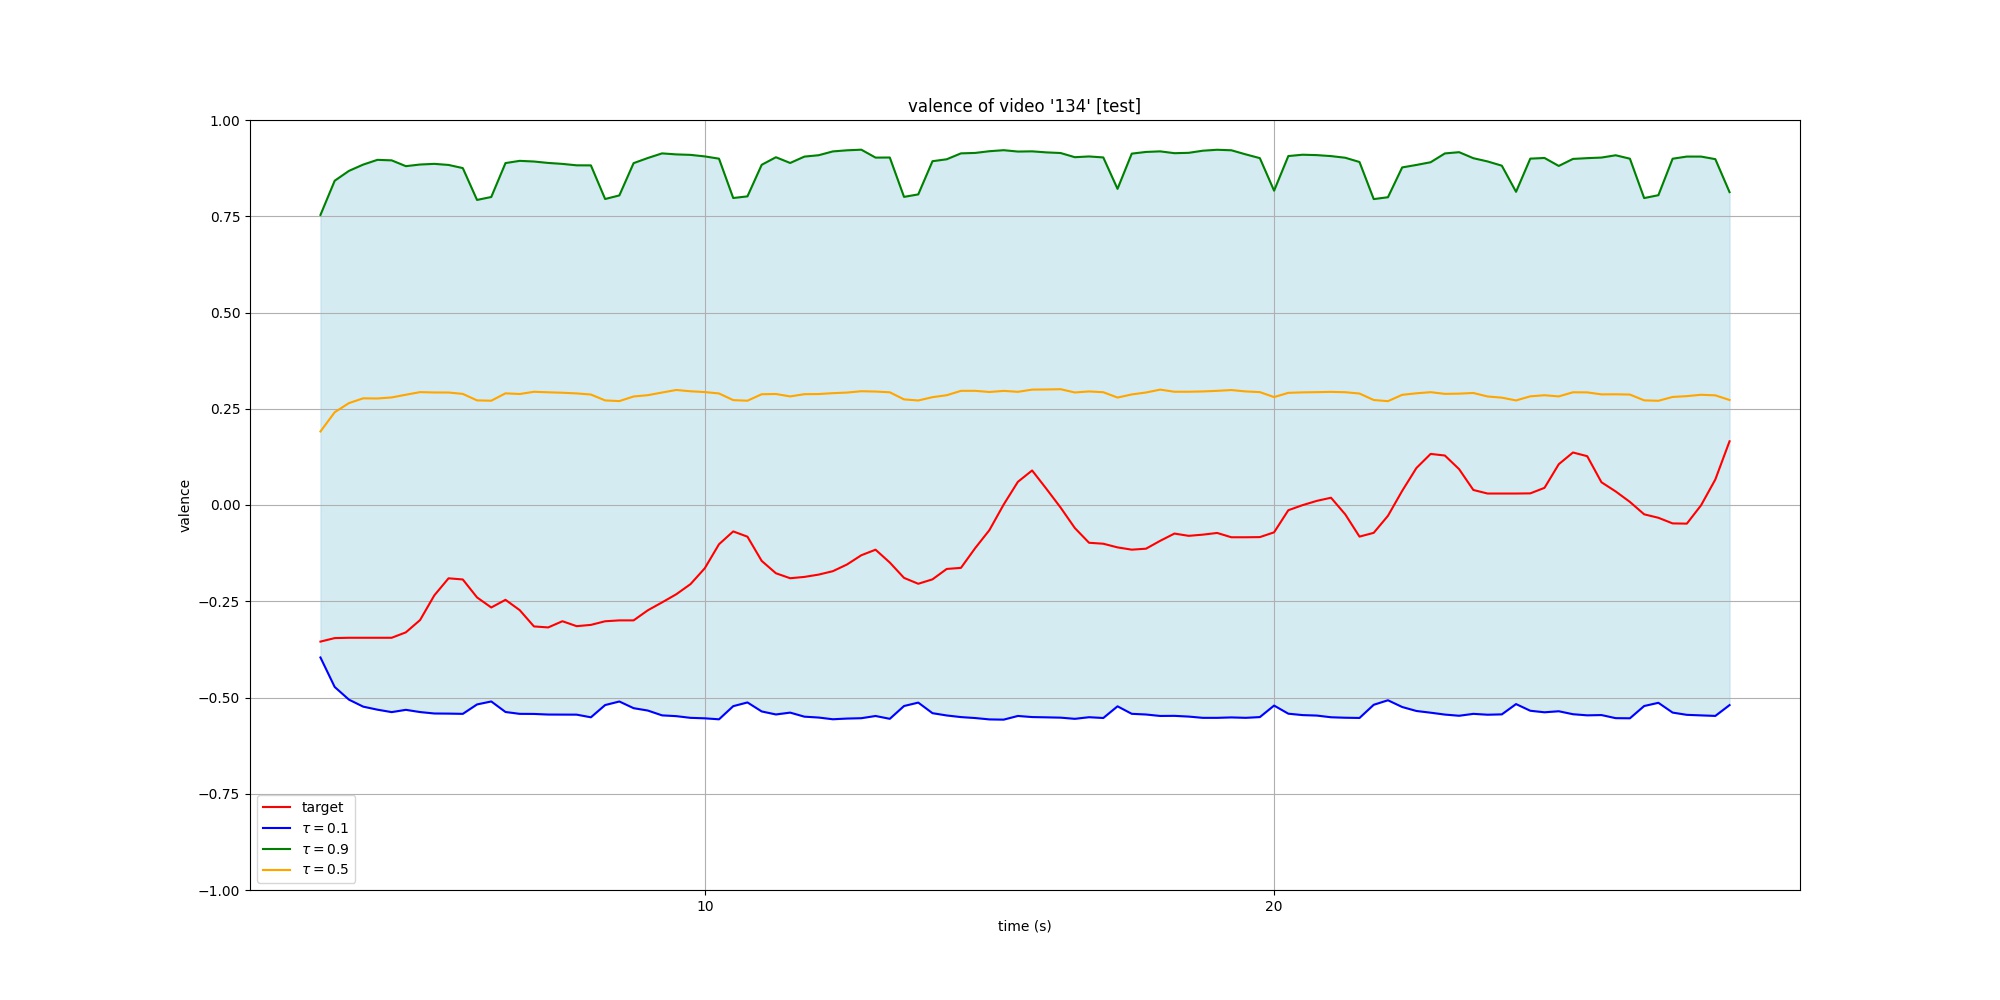 valence of video '134' [test]
1.00
0.75
0.50
0.25
0.00
−0.25
−0.50
−0.75
−1.00
valence
target
τ = 0.1
τ = 0.9
τ = 0.5
10
20
time (s)